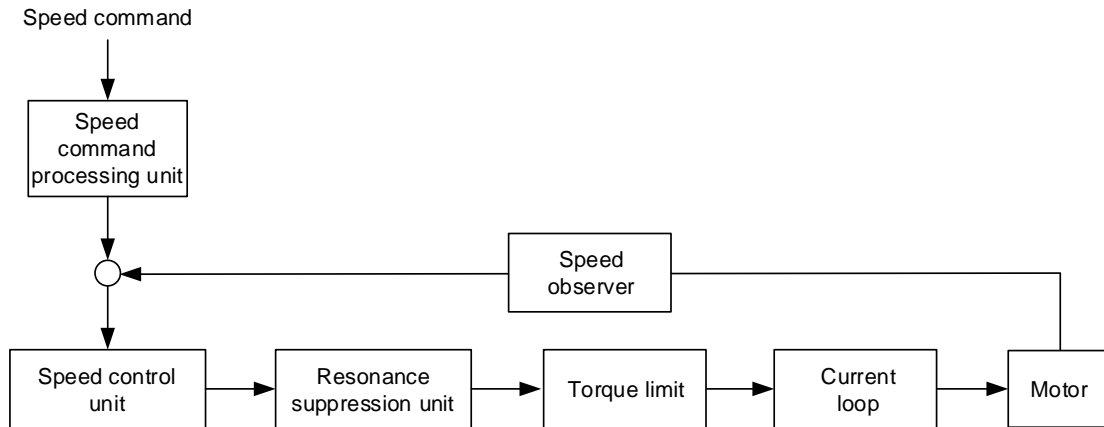 Speed command
Speed
command
processing unit
Speed
observer
Speed control
unit
Resonance
suppression unit
Torque limit
Current
loop
Motor